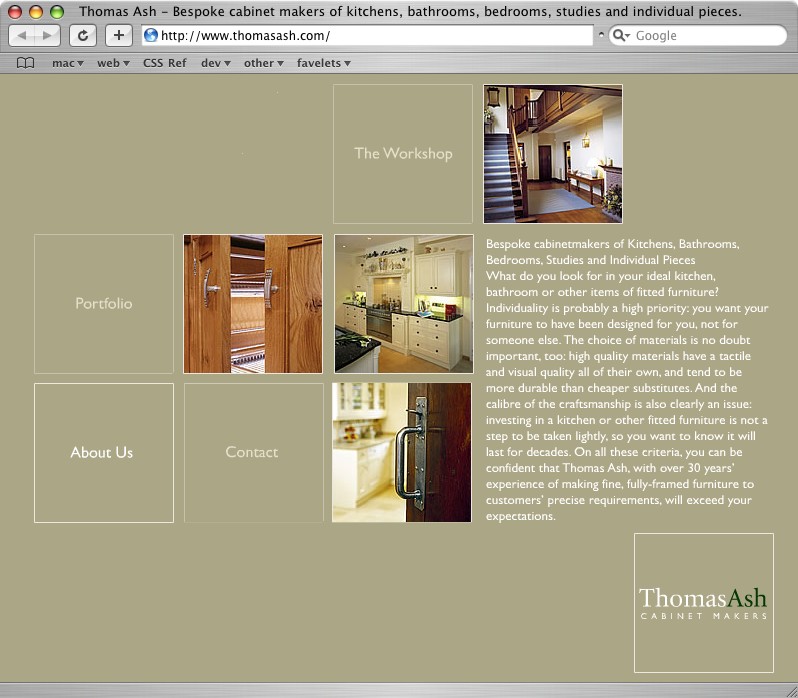 Thomas Ash – Bespoke cabinet makers of kitchens, bathrooms, bedrooms, studies and individual pieces.
http://www.thomasash.com/
Google
mac web CSS Ref dev other favelets
The Workshop
Portfolio
Bespoke cabinetmakers of Kitchens, Bathrooms,
Bedrooms, Studies and Individual Pieces
What do you look for in your ideal kitchen,
bathroom or other items of fitted furniture?
Individuality is probably a high priority: you want your
furniture to have been designed for you, not for
someone else. The choice of materials is no doubt
important, too: high quality materials have a tactile
and visual quality all of their own, and tend to be
more durable than cheaper substitutes. And the
calibre of the craftsmanship is also clearly an issue:
investing in a kitchen or other fitted furniture is not a
step to be taken lightly, so you want to know it will
last for decades. On all these criteria, you can be
confident that Thomas Ash, with over 30 years’
experience of making fine, fully-framed furniture to
customers’ precise requirements, will exceed your
expectations.
About Us
Contact
ThomasAsh
CABINET MAKERS